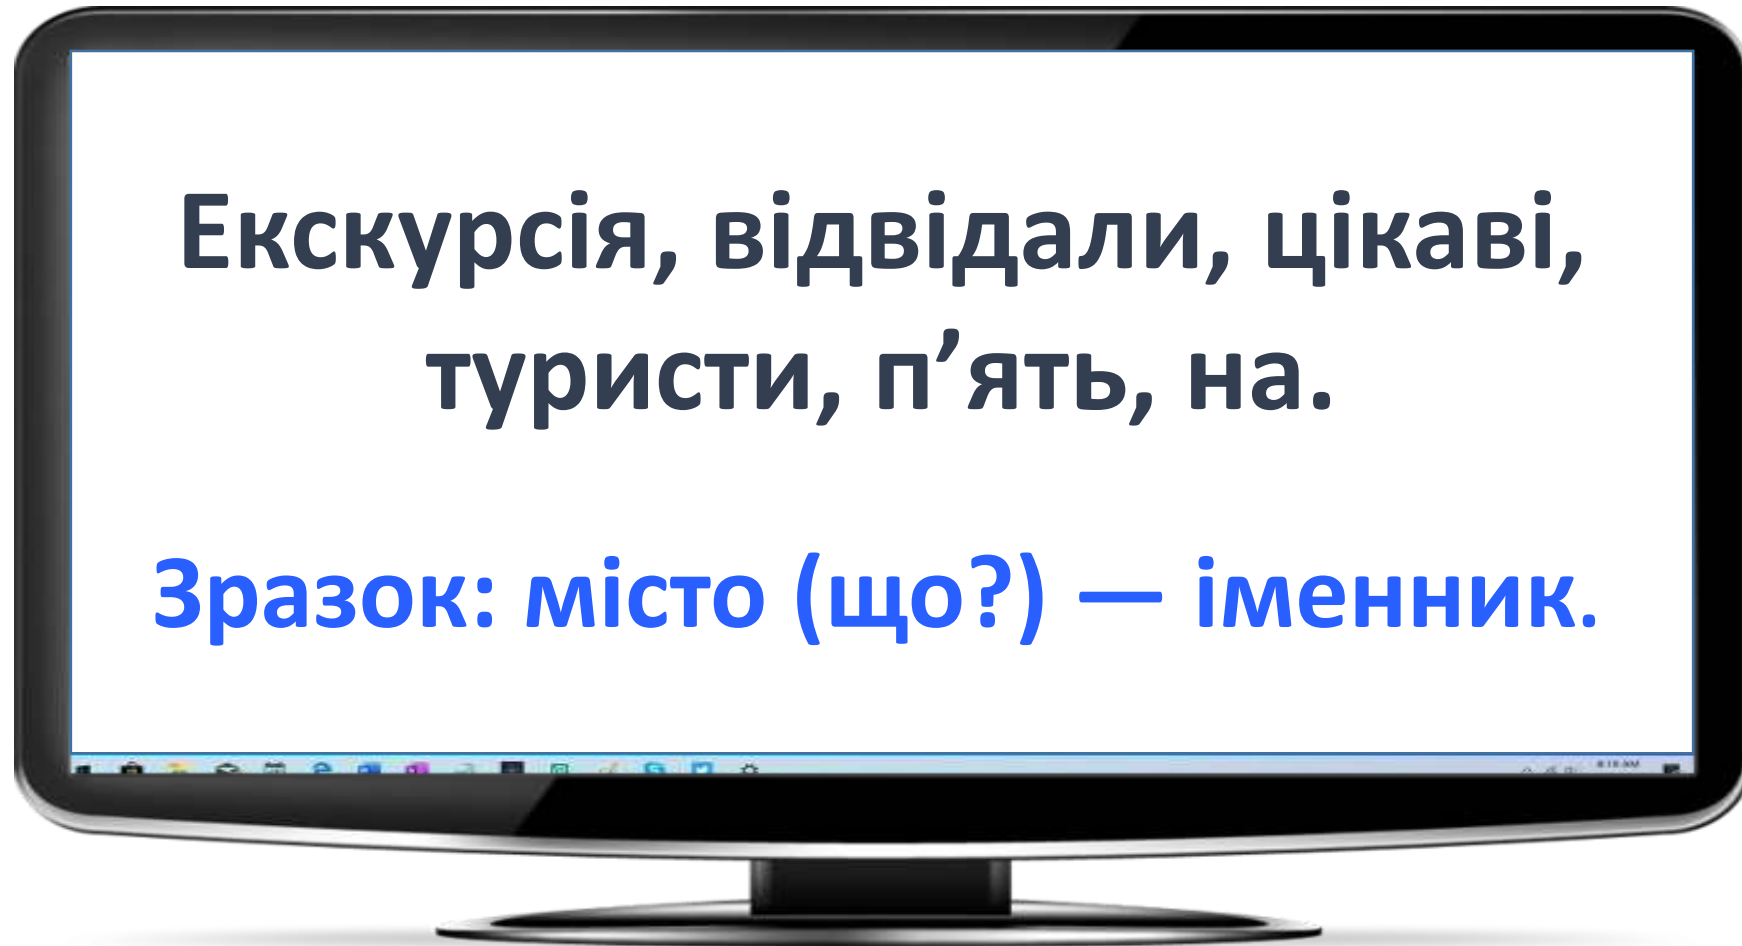 Екскурсія, відвідали, цікаві,
туристи, п’ять, на.
Зразок: місто (що?) — іменник.